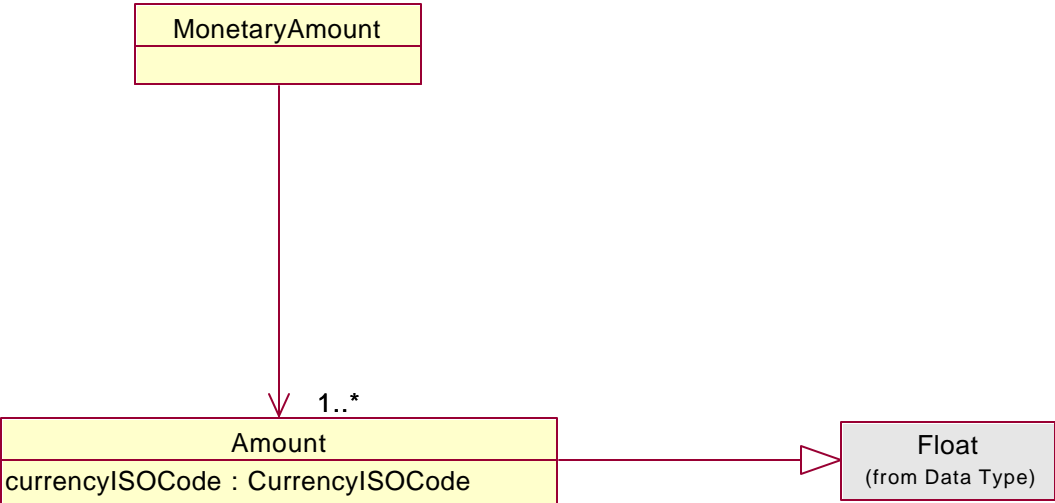 MonetaryAmount
1..*
Amount
currencyISOCode : CurrencyISOCode
Float
(from Data Type)